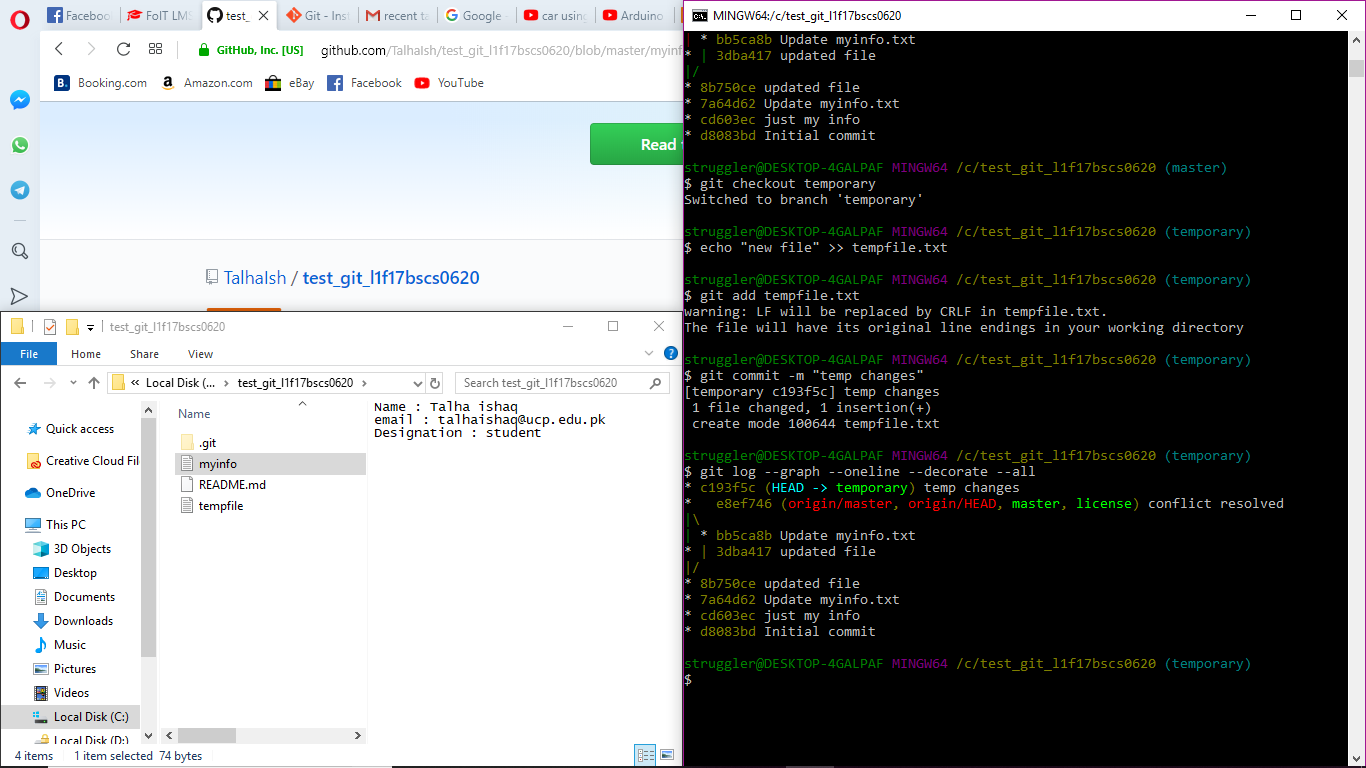 Faceboo
FoIT LMS
test_
Git - Inst
recent ta
Google -
car using
Arduino
GitHub, Inc. [US]
github.com/TalhaIsh/test_git_l1f17bscs0620/blob/master/myinf
Booking.com
Amazon.com
eBay
Facebook
YouTube
Read t
TalhaIsh / test_git_l1f17bscs0620
test_git_l1f17bscs0620
File
Home
Share
View
« Local Disk (... › test_git_l1f17bscs0620 ›
Search test_git_l1f17bscs0620
Quick access
Creative Cloud Fil
OneDrive
This PC
3D Objects
Desktop
Documents
Downloads
Music
Pictures
Videos
Local Disk (C:)
Local Disk (D:)
Name
.git
myinfo
README.md
tempfile
Name : Talha ishaq
email : talhaishaq@ucp.edu.pk
Designation : student
4 items
1 item selected 74 bytes
MINGW64:/c/test_git_l1f17bscs0620
| * bb5ca8b Update myinfo.txt
* | 3dba417 updated file
|/
* 8b750ce updated file
* 7a64d62 Update myinfo.txt
* cd603ec just my info
* d8083bd Initial commit
struggler@DESKTOP-4GALPAF MINGW64 /c/test_git_l1f17bscs0620 (master)
$ git checkout temporary
Switched to branch 'temporary'
struggler@DESKTOP-4GALPAF MINGW64 /c/test_git_l1f17bscs0620 (temporary)
$ echo "new file" >> tempfile.txt
struggler@DESKTOP-4GALPAF MINGW64 /c/test_git_l1f17bscs0620 (temporary)
$ git add tempfile.txt
warning: LF will be replaced by CRLF in tempfile.txt.
The file will have its original line endings in your working directory
struggler@DESKTOP-4GALPAF MINGW64 /c/test_git_l1f17bscs0620 (temporary)
$ git commit -m "temp changes"
[temporary c193f5c] temp changes
1 file changed, 1 insertion(+)
create mode 100644 tempfile.txt
struggler@DESKTOP-4GALPAF MINGW64 /c/test_git_l1f17bscs0620 (temporary)
$ git log --graph --oneline --decorate --all
* c193f5c (HEAD -> temporary) temp changes
*   e8ef746 (origin/master, origin/HEAD, master, license) conflict resolved
|\
| * bb5ca8b Update myinfo.txt
* | 3dba417 updated file
|/
* 8b750ce updated file
* 7a64d62 Update myinfo.txt
* cd603ec just my info
* d8083bd Initial commit
struggler@DESKTOP-4GALPAF MINGW64 /c/test_git_l1f17bscs0620 (temporary)
$